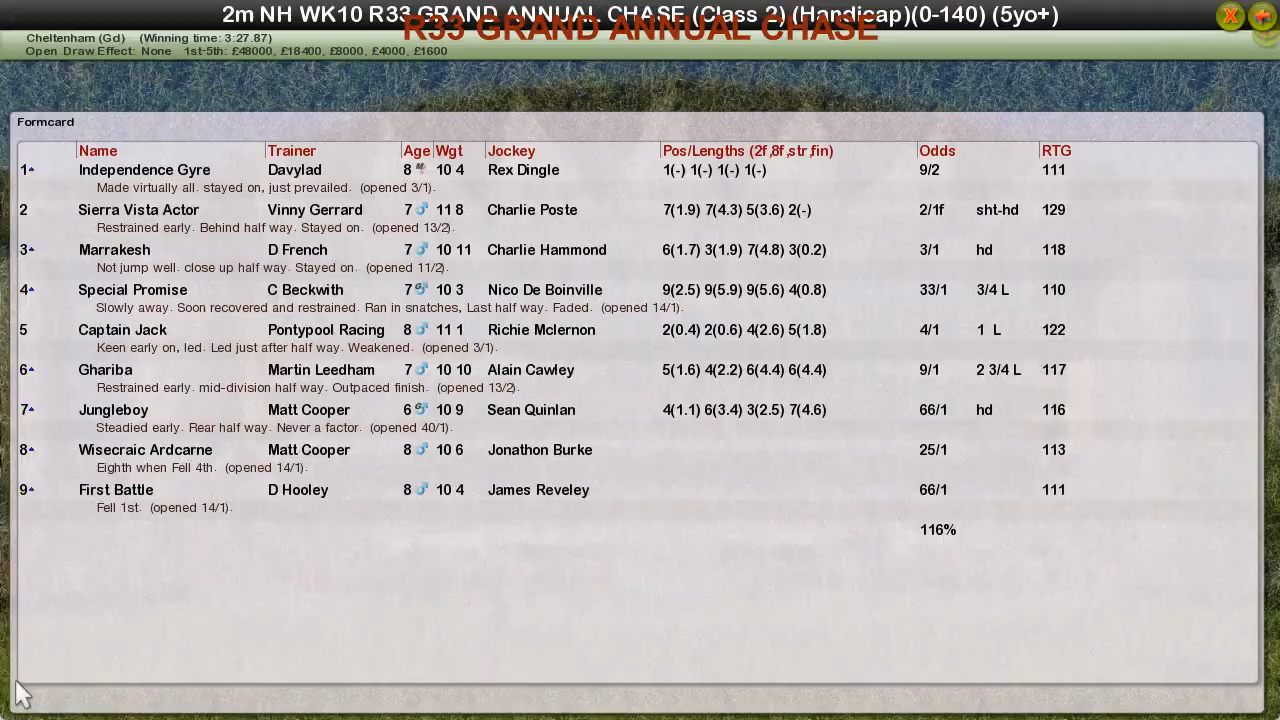 2m NH WK10 R33 GRAND ANNUAL CHASE (Class 2) (Handicap)(0-140) (5yo+)
R33 GRAND ANNUAL CHASE
Cheltenham (Gd) (Winning time: 3:27.87)
Open Draw Effect: None 1st-5th: £48000, £18400, £8000, £4000, £1600
Formcard
Name Trainer Age Wgt Jockey Pos/Lengths (2f,8f,str,fin) Odds RTG
1 Independence Gyre Davylad 8 10 4 Rex Dingle 1(-) 1(-) 1(-) 1(-) 9/2 111
Made virtually all. stayed on, just prevailed. (opened 3/1).
2 Sierra Vista Actor Vinny Gerrard 7 11 8 Charlie Poste 7(1.9) 7(4.3) 5(3.6) 2(-) 2/1f sht-hd 129
Restrained early. Behind half way. Stayed on. (opened 13/2).
3 Marrakesh D French 7 10 11 Charlie Hammond 6(1.7) 3(1.9) 7(4.8) 3(0.2) 3/1 hd 118
Not jump well. close up half way. Stayed on. (opened 11/2).
4 Special Promise C Beckwith 7 10 3 Nico De Boinville 9(2.5) 9(5.9) 9(5.6) 4(0.8) 33/1 3/4 L 110
Slowly away. Soon recovered and restrained. Ran in snatches, Last half way. Faded. (opened 14/1).
5 Captain Jack Pontypool Racing 8 11 1 Richie Mclernon 2(0.4) 2(0.6) 4(2.6) 5(1.8) 4/1 1 L 122
Keen early on, led. Led just after half way. Weakened. (opened 3/1).
6 Ghariba Martin Leedham 7 10 10 Alain Cawley 5(1.6) 4(2.2) 6(4.4) 6(4.4) 9/1 2 3/4 L 117
Restrained early. mid-division half way. Outpaced finish. (opened 13/2).
7 Jungleboy Matt Cooper 6 10 9 Sean Quinlan 4(1.1) 6(3.4) 3(2.5) 7(4.6) 66/1 hd 116
Steadied early. Rear half way. Never a factor. (opened 40/1).
8 Wisecraic Ardcarne Matt Cooper 8 10 6 Jonathon Burke 25/1 113
Eighth when Fell 4th. (opened 14/1).
9 First Battle D Hooley 8 10 4 James Reveley 66/1 111
Fell 1st. (opened 14/1).
116%